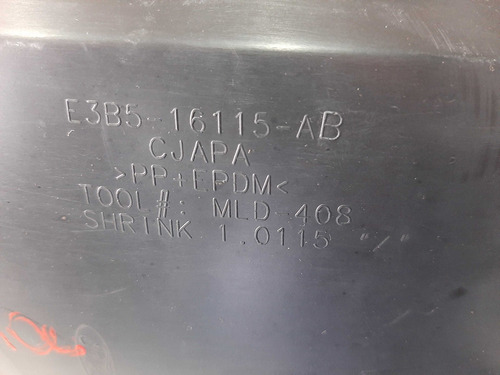 E3B5-16115-AB
CJAPA
>PP+EPDM<
TOOL #: MLD-408
SHRINK 1.0115 "/"